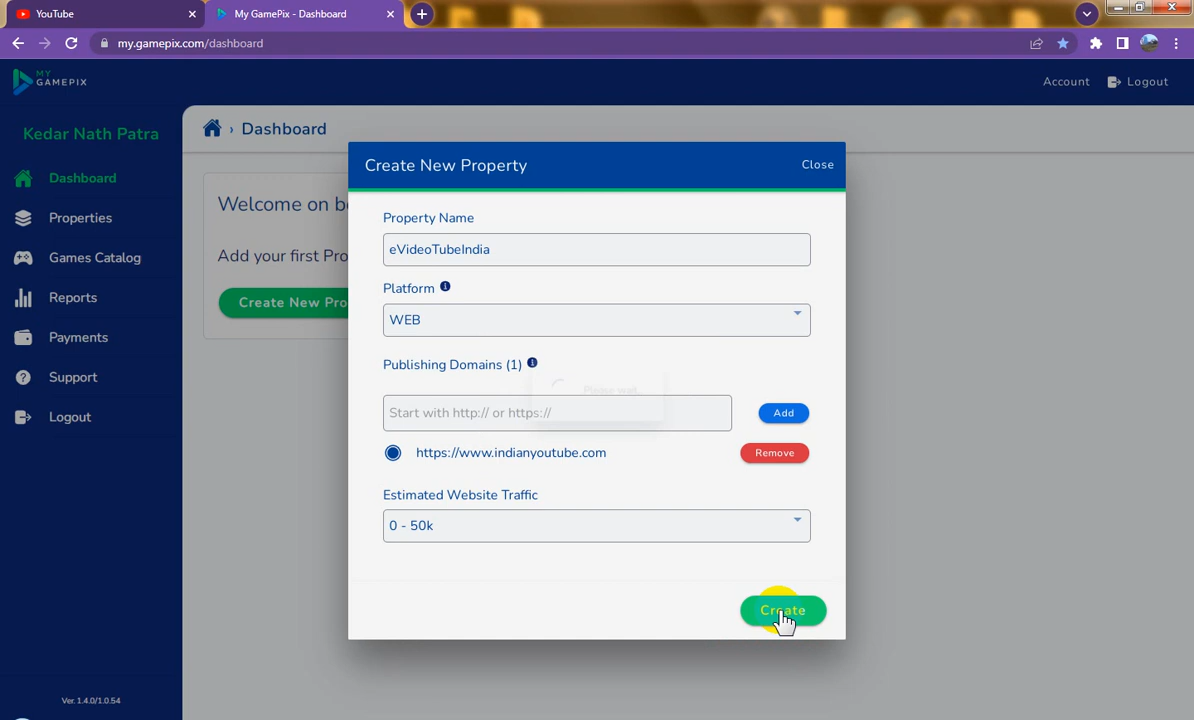 YouTube
My GamePix - Dashboard
my.gamepix.com/dashboard
MY
GAMEPIX
Account
Logout
Kedar Nath Patra
Dashboard
Properties
Games Catalog
Reports
Payments
Support
Logout
Ver. 1.4.0/1.0.54
› Dashboard
Welcome on b
Add your first Pro
Create New Pro
Create New Property
Close
Property Name
eVideoTubeIndia
Platform
WEB
Publishing Domains (1)
Please wait...
Start with http:// or https://
Add
https://www.indianyoutube.com
Remove
Estimated Website Traffic
0 - 50k
Create